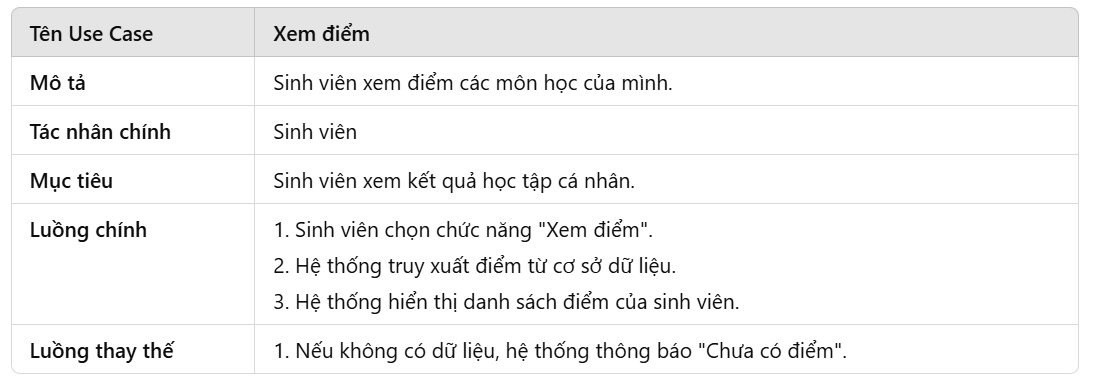 Tên Use Case Xem điểm
Mô tả Sinh viên xem điểm các môn học của mình.
Tác nhân chính Sinh viên
Mục tiêu Sinh viên xem kết quả học tập cá nhân.
Luồng chính 1. Sinh viên chọn chức năng "Xem điểm".
2. Hệ thống truy xuất điểm từ cơ sở dữ liệu.
3. Hệ thống hiển thị danh sách điểm của sinh viên.
Luồng thay thế 1. Nếu không có dữ liệu, hệ thống thông báo "Chưa có điểm".